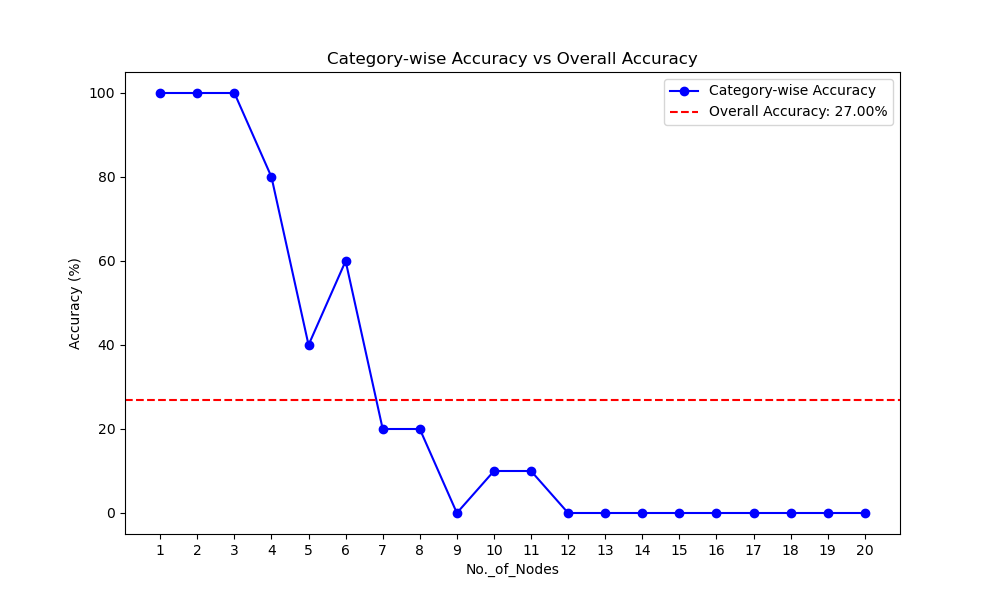 Category-wise Accuracy vs Overall Accuracy
Category-wise Accuracy
Overall Accuracy: 27.00%
Accuracy (%)
100
80
60
40
20
0
1 2 3 4 5 6 7 8 9 10 11 12 13 14 15 16 17 18 19 20
No._of_Nodes